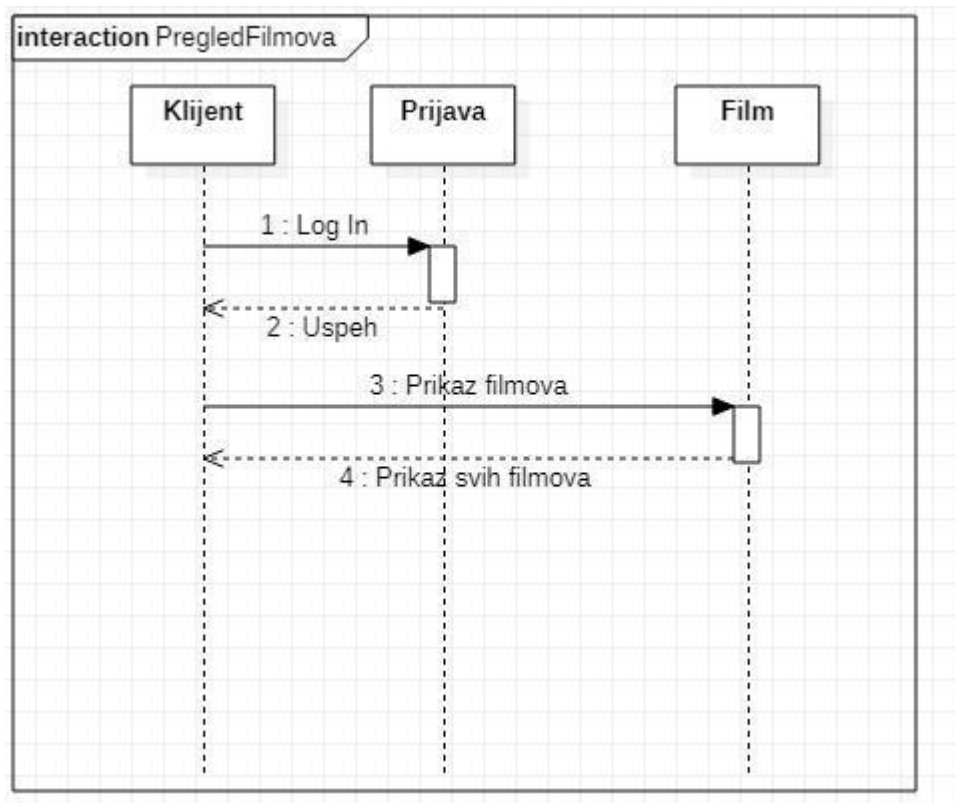 interaction PregledFilmova
Klijent
Prijava
Film
1 : Log In
2 : Uspeh
3 : Prikaz filmova
4 : Prikaz svih filmova